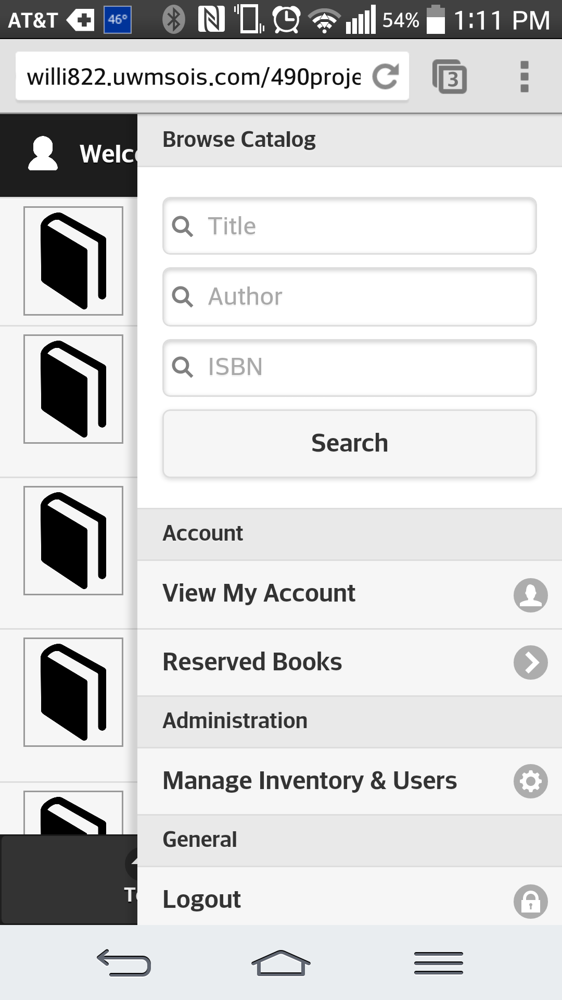 AT&T 46° 54% 1:11 PM
willi822.uwmsois.com/490proje 3
Browse Catalog
Title
Author
ISBN
Search
Account
View My Account
Reserved Books
Administration
Manage Inventory & Users
General
Logout